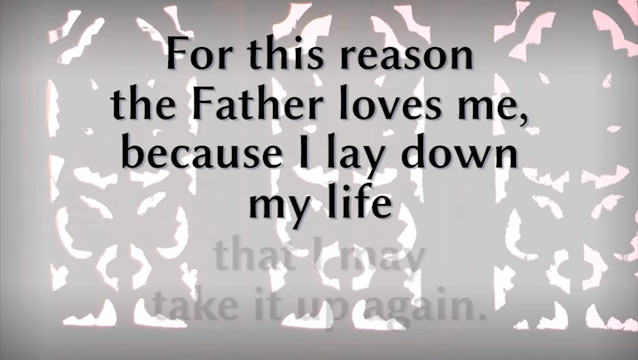 For this reason
the Father loves me,
because I lay down
my life
that I may
take it up again.